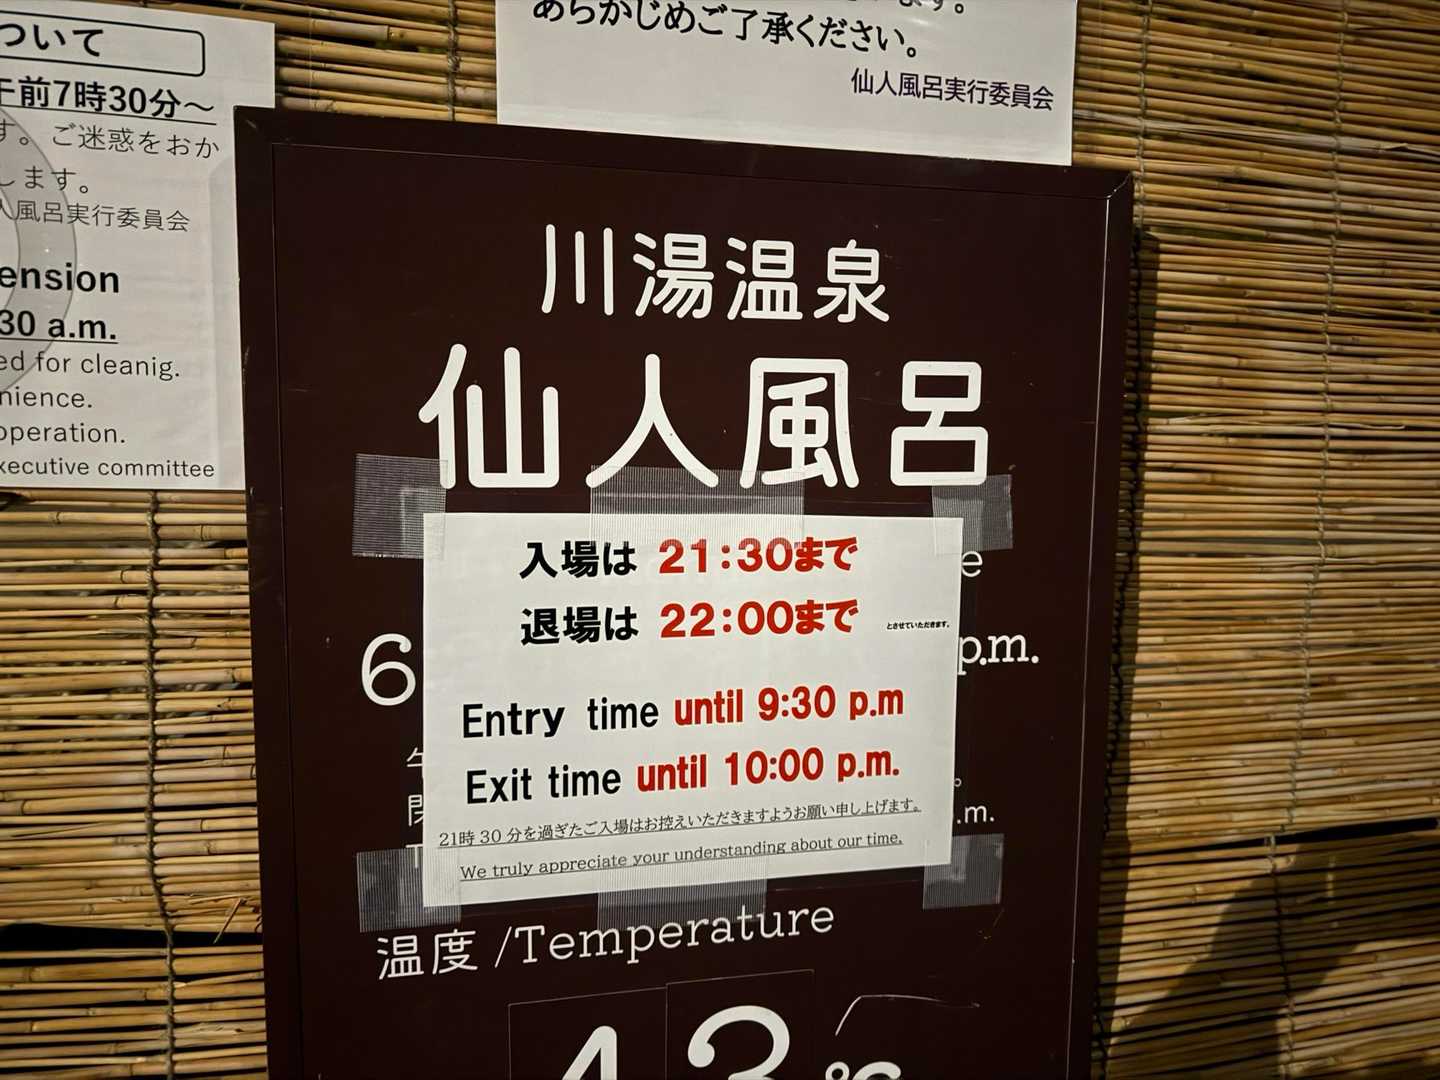 ついて
午前7時30分～
す。ご迷惑をおか
します。
人風呂実行委員会
ension
30 a.m.
ed for cleanig.
nience.
operation.
xecutive committee
ます。
あらかじめご了承ください。
仙人風呂実行委員会
川湯温泉
仙人風呂
入場は 21:30まで
退場は 22:00まで
とさせていただきます。
Entry time until 9:30 p.m
Exit time until 10:00 p.m.
21時30分を過ぎたご入場はお控えいただきますようお願い申し上げます。
We truly appreciate your understanding about our time.
e
6
p.m.
.m.
温度/Temperature
43℃